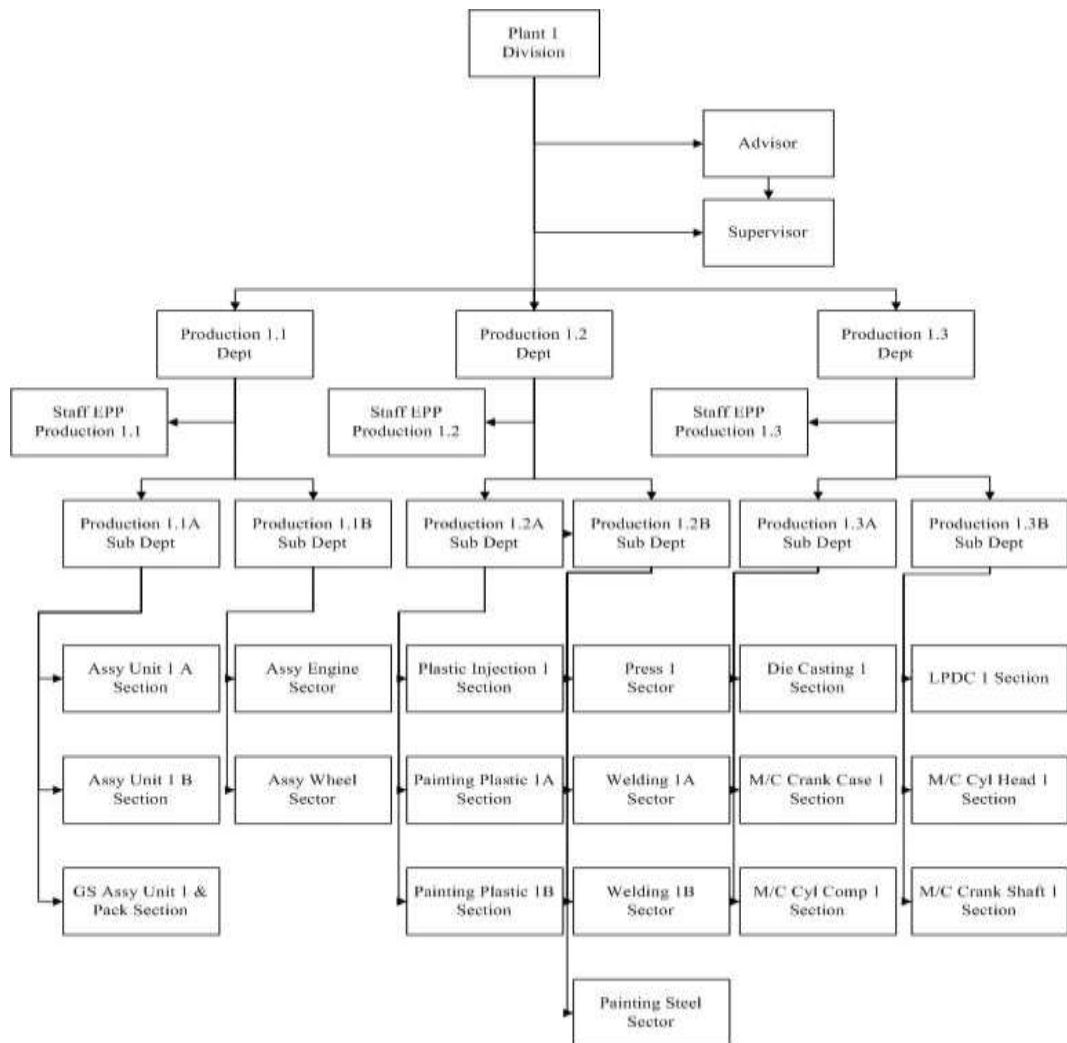 Plant 1
Division
Advisor
Supervisor
Production 1.1
Dept
Production 1.2
Dept
Production 1.3
Dept
Staff EPP
Production 1.1
Staff EPP
Production 1.2
Staff EPP
Production 1.3
Production 1.1A
Sub Dept
Production 1.1B
Sub Dept
Production 1.2A
Sub Dept
Production 1.2B
Sub Dept
Production 1.3A
Sub Dept
Production 1.3B
Sub Dept
Assy Unit 1 A
Section
Assy Engine
Sector
Plastic Injection 1
Section
Press 1
Sector
Die Casting 1
Section
LPDC 1 Section
Assy Unit 1 B
Section
Assy Wheel
Sector
Painting Plastic 1A
Section
Welding 1A
Sector
M/C Crank Case 1
Section
M/C Cyl Head 1
Section
GS Assy Unit 1 &
Pack Section
Painting Plastic 1B
Section
Welding 1B
Sector
M/C Cyl Comp 1
Section
M/C Crank Shaft 1
Section
Painting Steel
Sector